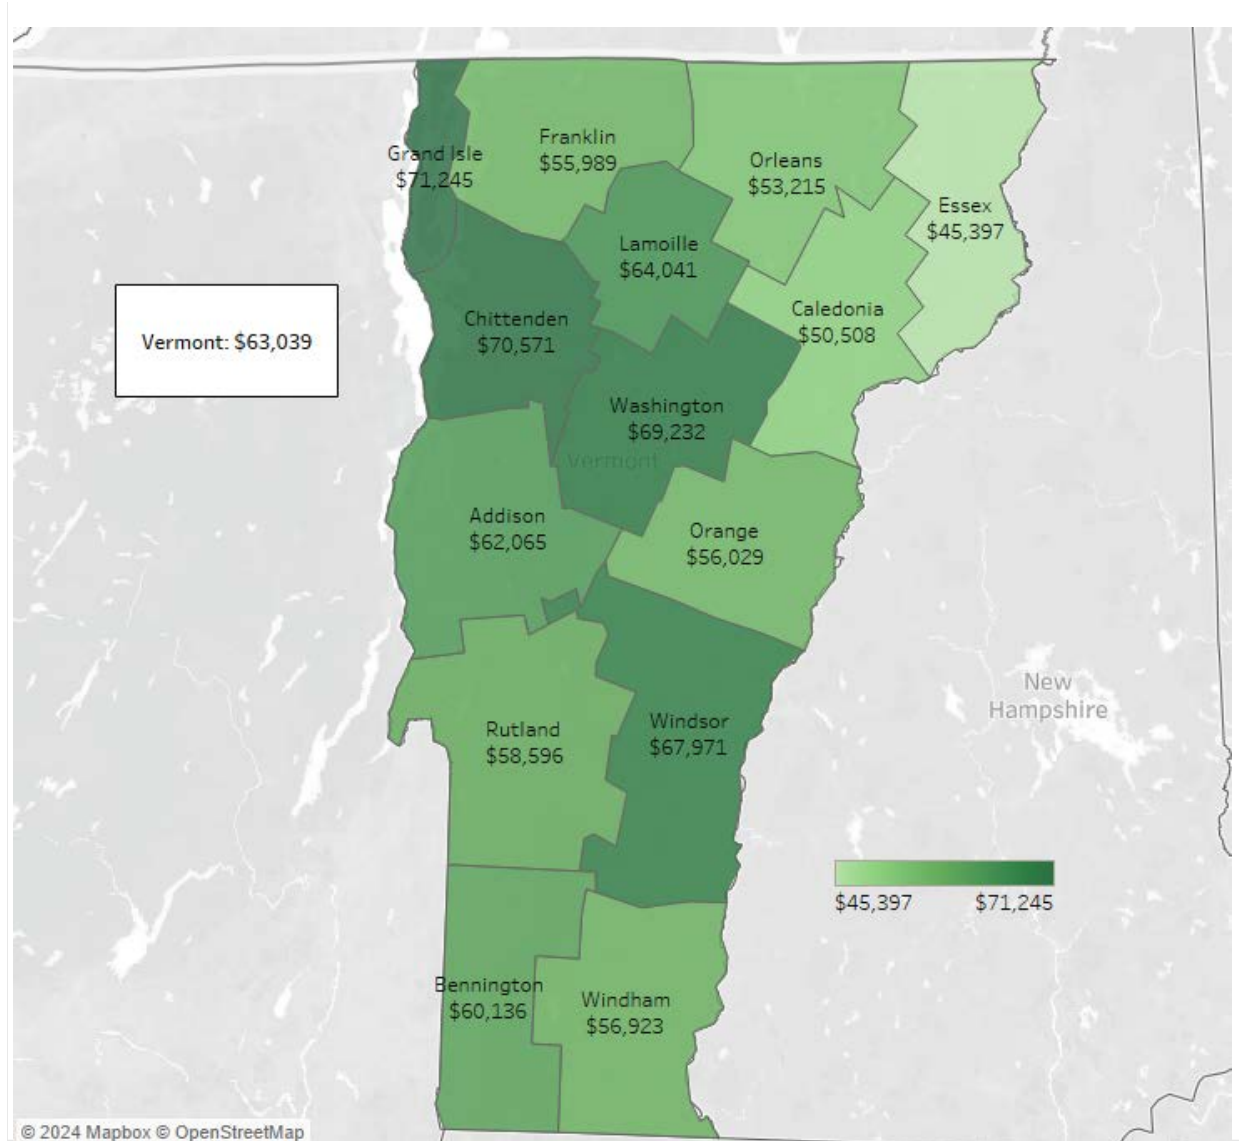 Franklin
$55,989
Grand Isle
$71,245
Orleans
$53,215
Essex
$45,397
Lamoille
$64,041
Caledonia
$50,508
Chittenden
$70,571
Vermont: $63,039
Washington
$69,232
Vermont
Addison
$62,065
Orange
$56,029
New
Hampshire
Rutland
$58,596
Windsor
$67,971
$45,397 $71,245
Bennington
$60,136
Windham
$56,923
© 2024 Mapbox © OpenStreetMap